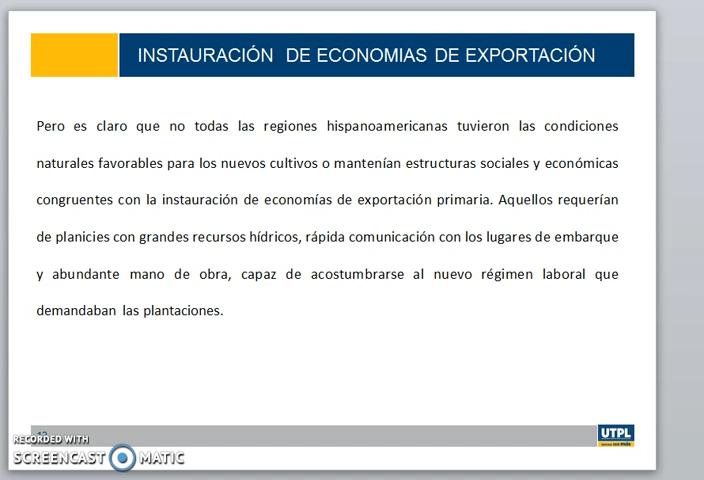 INSTAURACIÓN DE ECONOMIAS DE EXPORTACIÓN
Pero es claro que no todas las regiones hispanoamericanas tuvieron las condiciones
naturales favorables para los nuevos cultivos o mantenían estructuras sociales y económicas
congruentes con la instauración de economías de exportación primaria. Aquellos requerían
de planicies con grandes recursos hídricos, rápida comunicación con los lugares de embarque
y abundante mano de obra, capaz de acostumbrarse al nuevo régimen laboral que
demandaban las plantaciones.
UTPL
RECORDED WITH
SCREENCAST MATIC